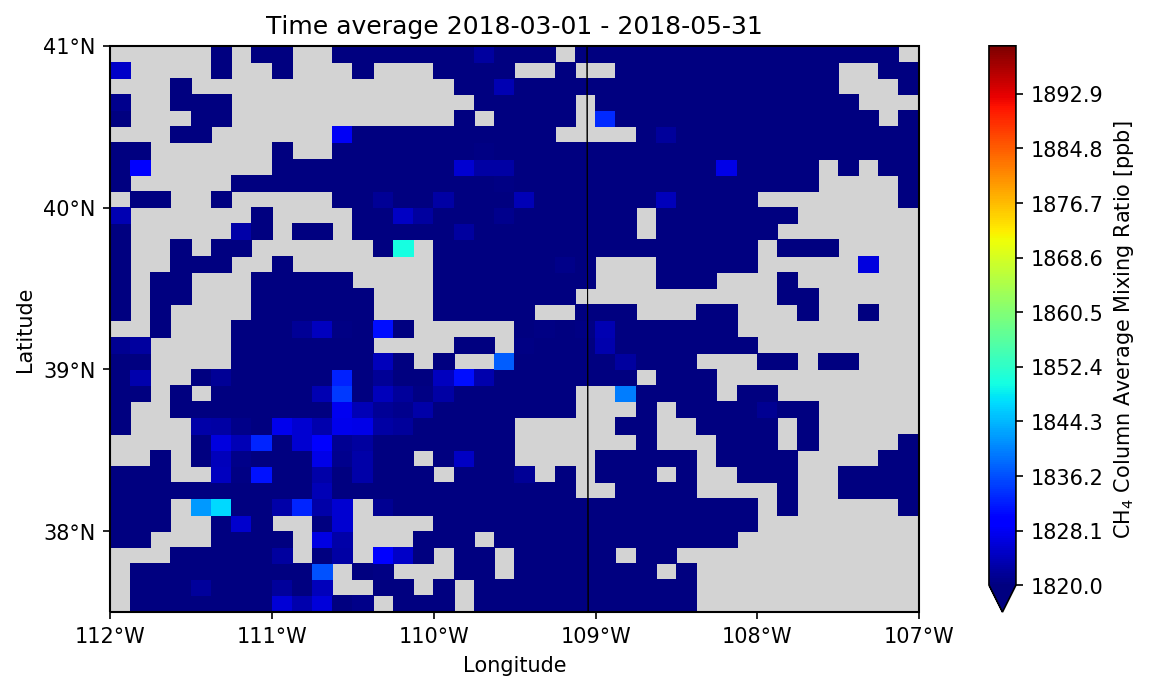 Time average 2018-03-01 - 2018-05-31
41°N
40°N
39°N
38°N
Latitude
112°W
111°W
110°W
109°W
108°W
107°W
Longitude
1892.9
1884.8
1876.7
1868.6
1860.5
1852.4
1844.3
1836.2
1828.1
1820.0
CH₄ Column Average Mixing Ratio [ppb]